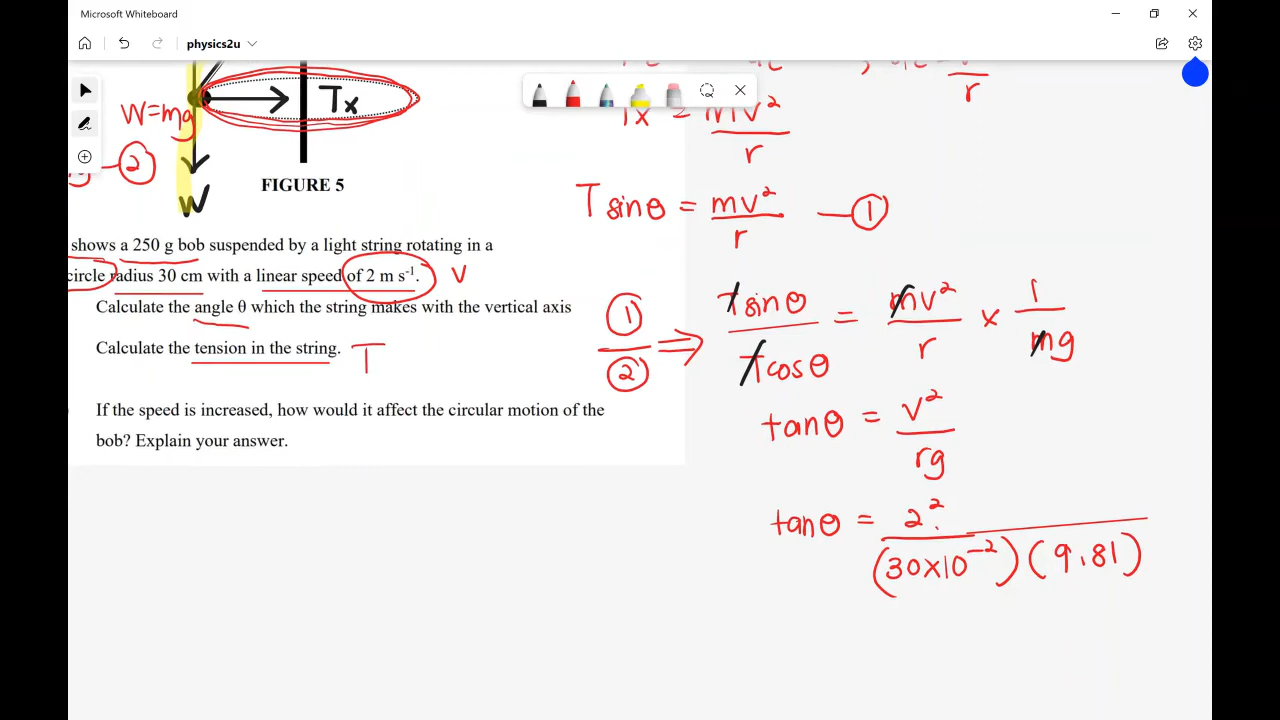 Microsoft Whiteboard
physics2u
Tx
W=mg
2
W
FIGURE 5
shows a 250 g bob suspended by a light string rotating in a
circle radius 30 cm with a linear speed of 2 m s⁻¹. v
Calculate the angle θ which the string makes with the vertical axis
Calculate the tension in the string. T
If the speed is increased, how would it affect the circular motion of the
bob? Explain your answer.
r
Tx = mv²/r
T sinθ = mv²/r — ①
①/② ⇒ Tsinθ/Tcosθ = mv²/r × 1/mg
tanθ = v²/rg
tanθ = 2²/(30×10⁻²)(9.81)